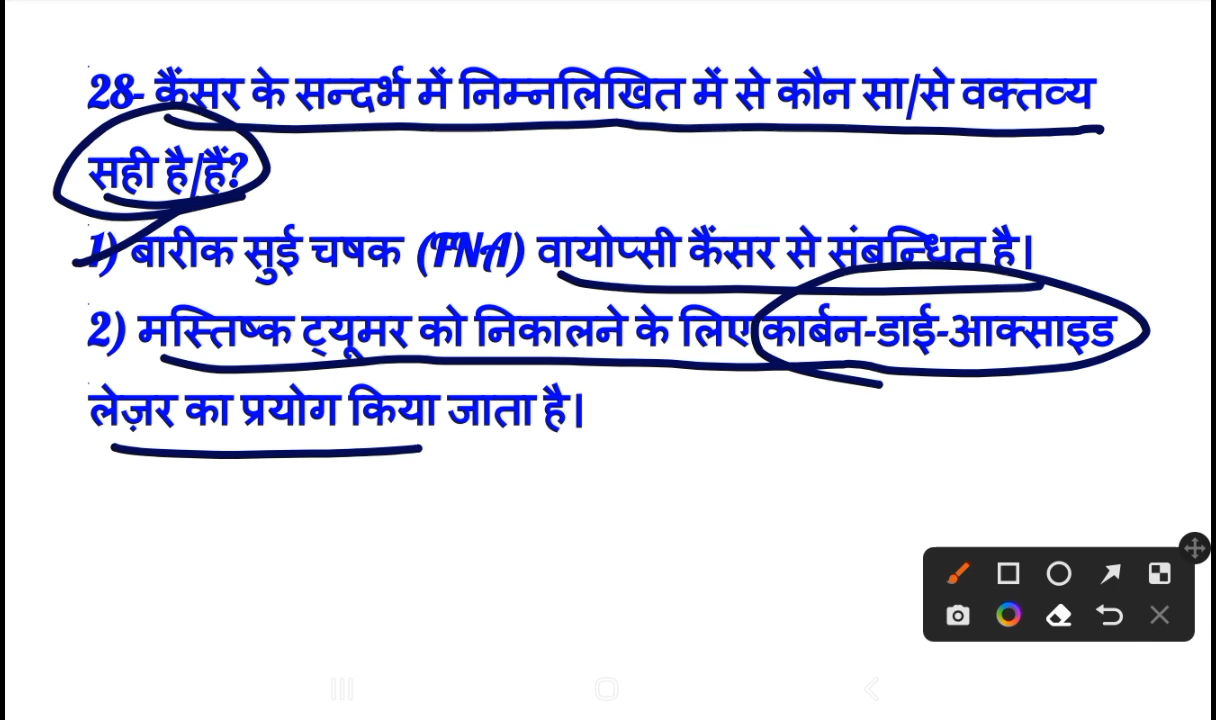 28- कैंसर के सन्दर्भ में निम्नलिखित में से कौन सा/से वक्तव्य
सही है/हैं?
1) बारीक सुई चषक (FNA) वायोप्सी कैंसर से संबन्धित है।
2) मस्तिष्क ट्यूमर को निकालने के लिए कार्बन-डाई-आक्साइड
लेज़र का प्रयोग किया जाता है।